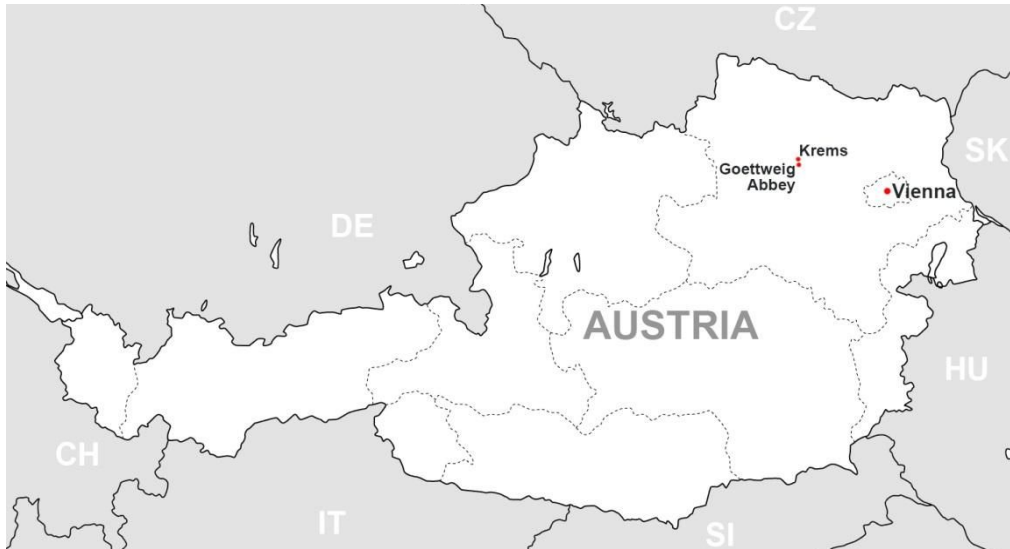 CZ
Krems
Goettweig
Abbey
SK
Vienna
DE
AUSTRIA
HU
CH
IT
SI